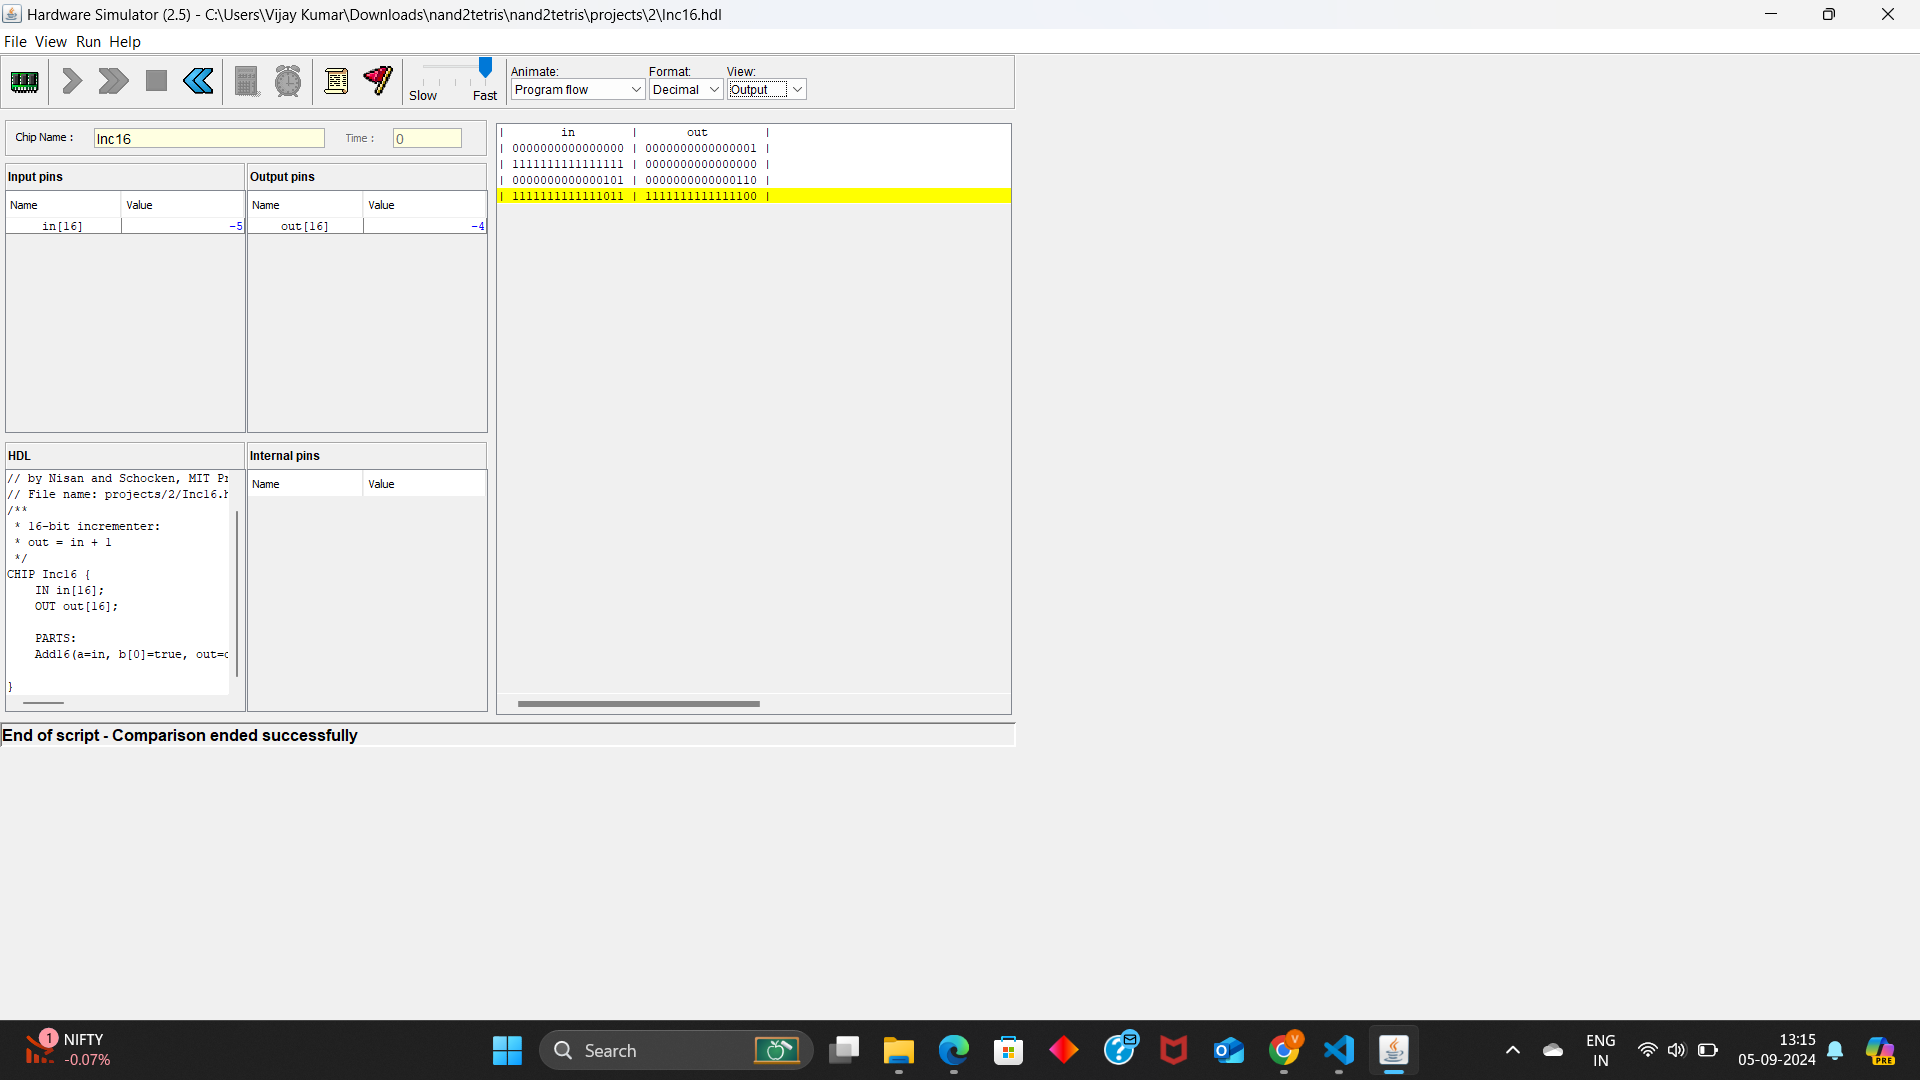 Hardware Simulator (2.5) - C:\Users\Vijay Kumar\Downloads\nand2tetris\nand2tetris\projects\2\Inc16.hdl
File View Run Help
Slow Fast
Animate: Format: View:
Program flow Decimal Output
Chip Name : Inc16 Time : 0
Input pins
Name Value
in[16] -5
Output pins
Name Value
out[16] -4
| in | out |
| 0000000000000000 | 0000000000000001 |
| 1111111111111111 | 0000000000000000 |
| 0000000000000101 | 0000000000000110 |
| 1111111111111011 | 1111111111111100 |
HDL
// by Nisan and Schocken, MIT Pr
// File name: projects/2/Inc16.h
/**
* 16-bit incrementer:
* out = in + 1
*/
CHIP Inc16 {
IN in[16];
OUT out[16];
PARTS:
Add16(a=in, b[0]=true, out=o
}
Internal pins
Name Value
End of script - Comparison ended successfully
1 NIFTY
-0.07%
Search
V
ENG
IN
13:15
05-09-2024
PRE